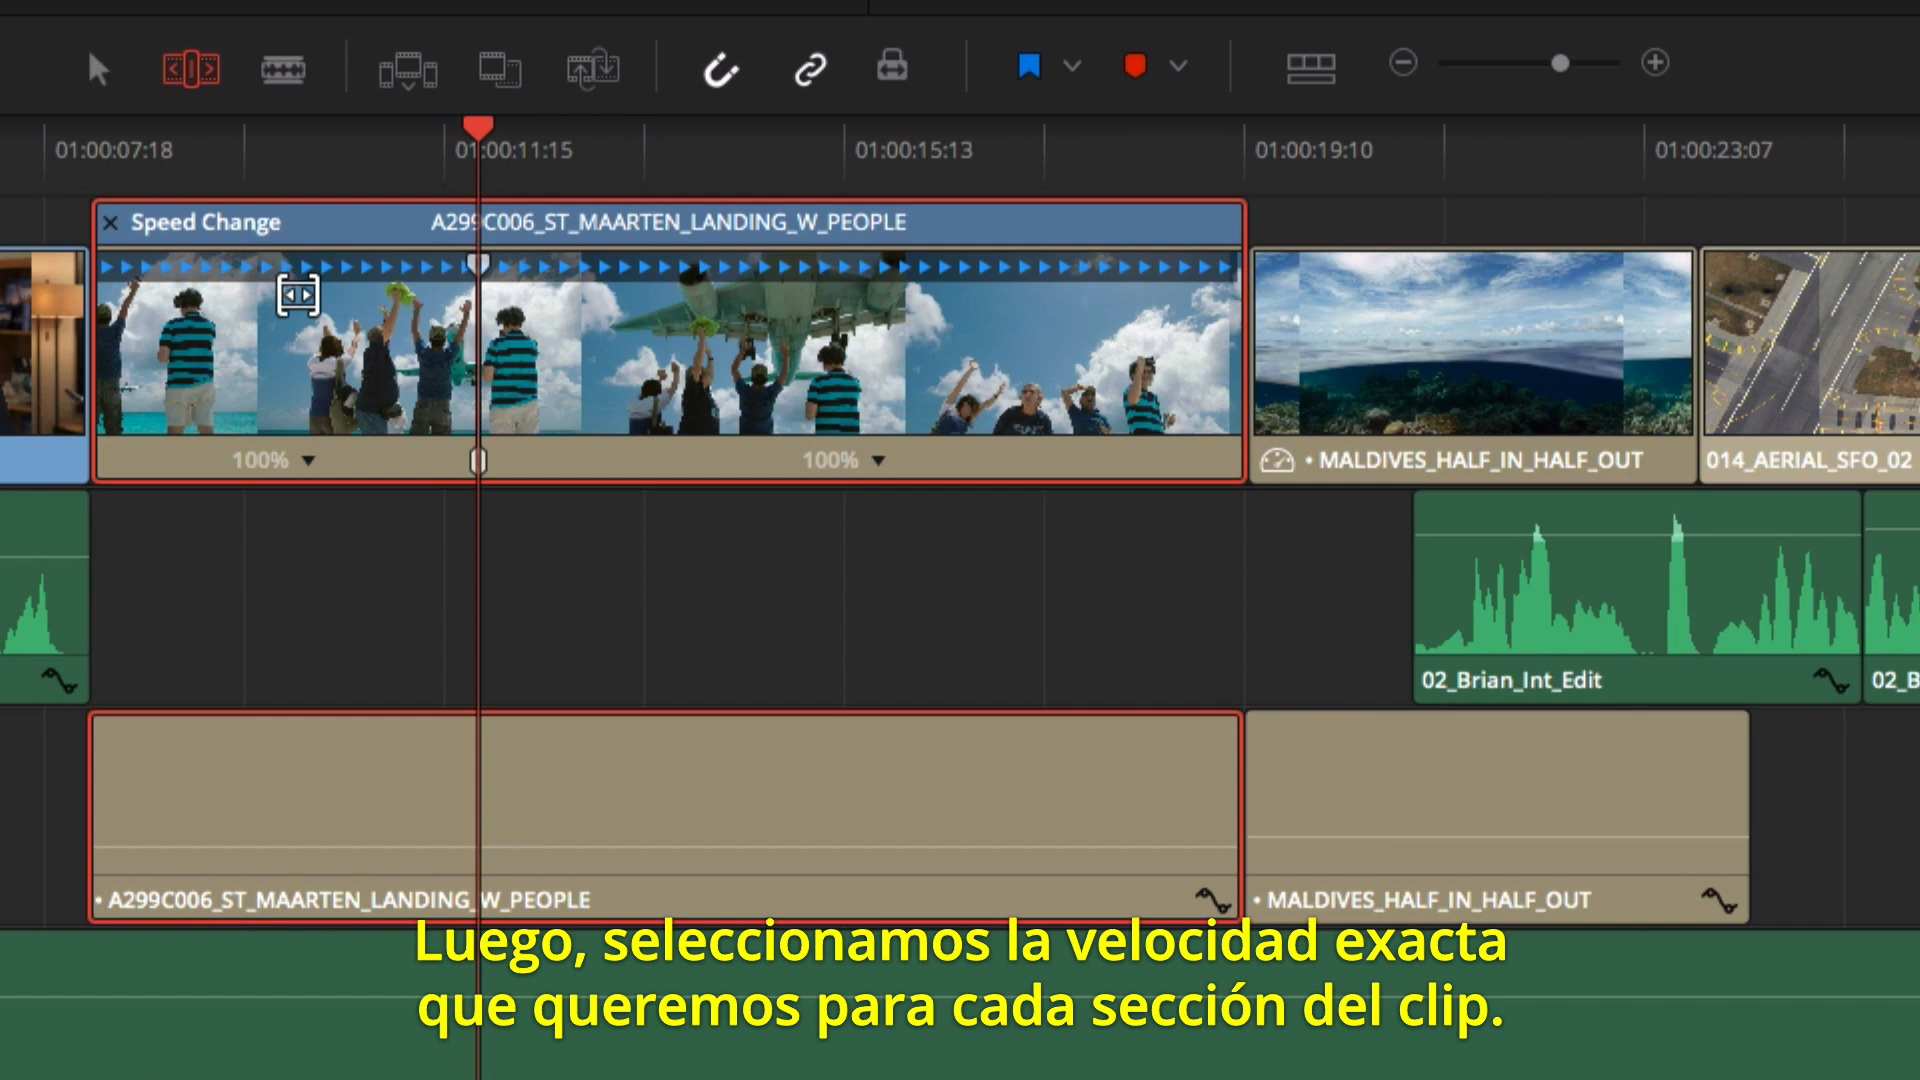 01:00:07:18
01:00:11:15
01:00:15:13
01:00:19:10
01:00:23:07
Speed Change
A299C006_ST_MAARTEN_LANDING_W_PEOPLE
100%
100%
• MALDIVES_HALF_IN_HALF_OUT
014_AERIAL_SFO_02
02_Brian_Int_Edit
02_B
• A299C006_ST_MAARTEN_LANDING_W_PEOPLE
• MALDIVES_HALF_IN_HALF_OUT
Luego, seleccionamos la velocidad exacta
que queremos para cada sección del clip.